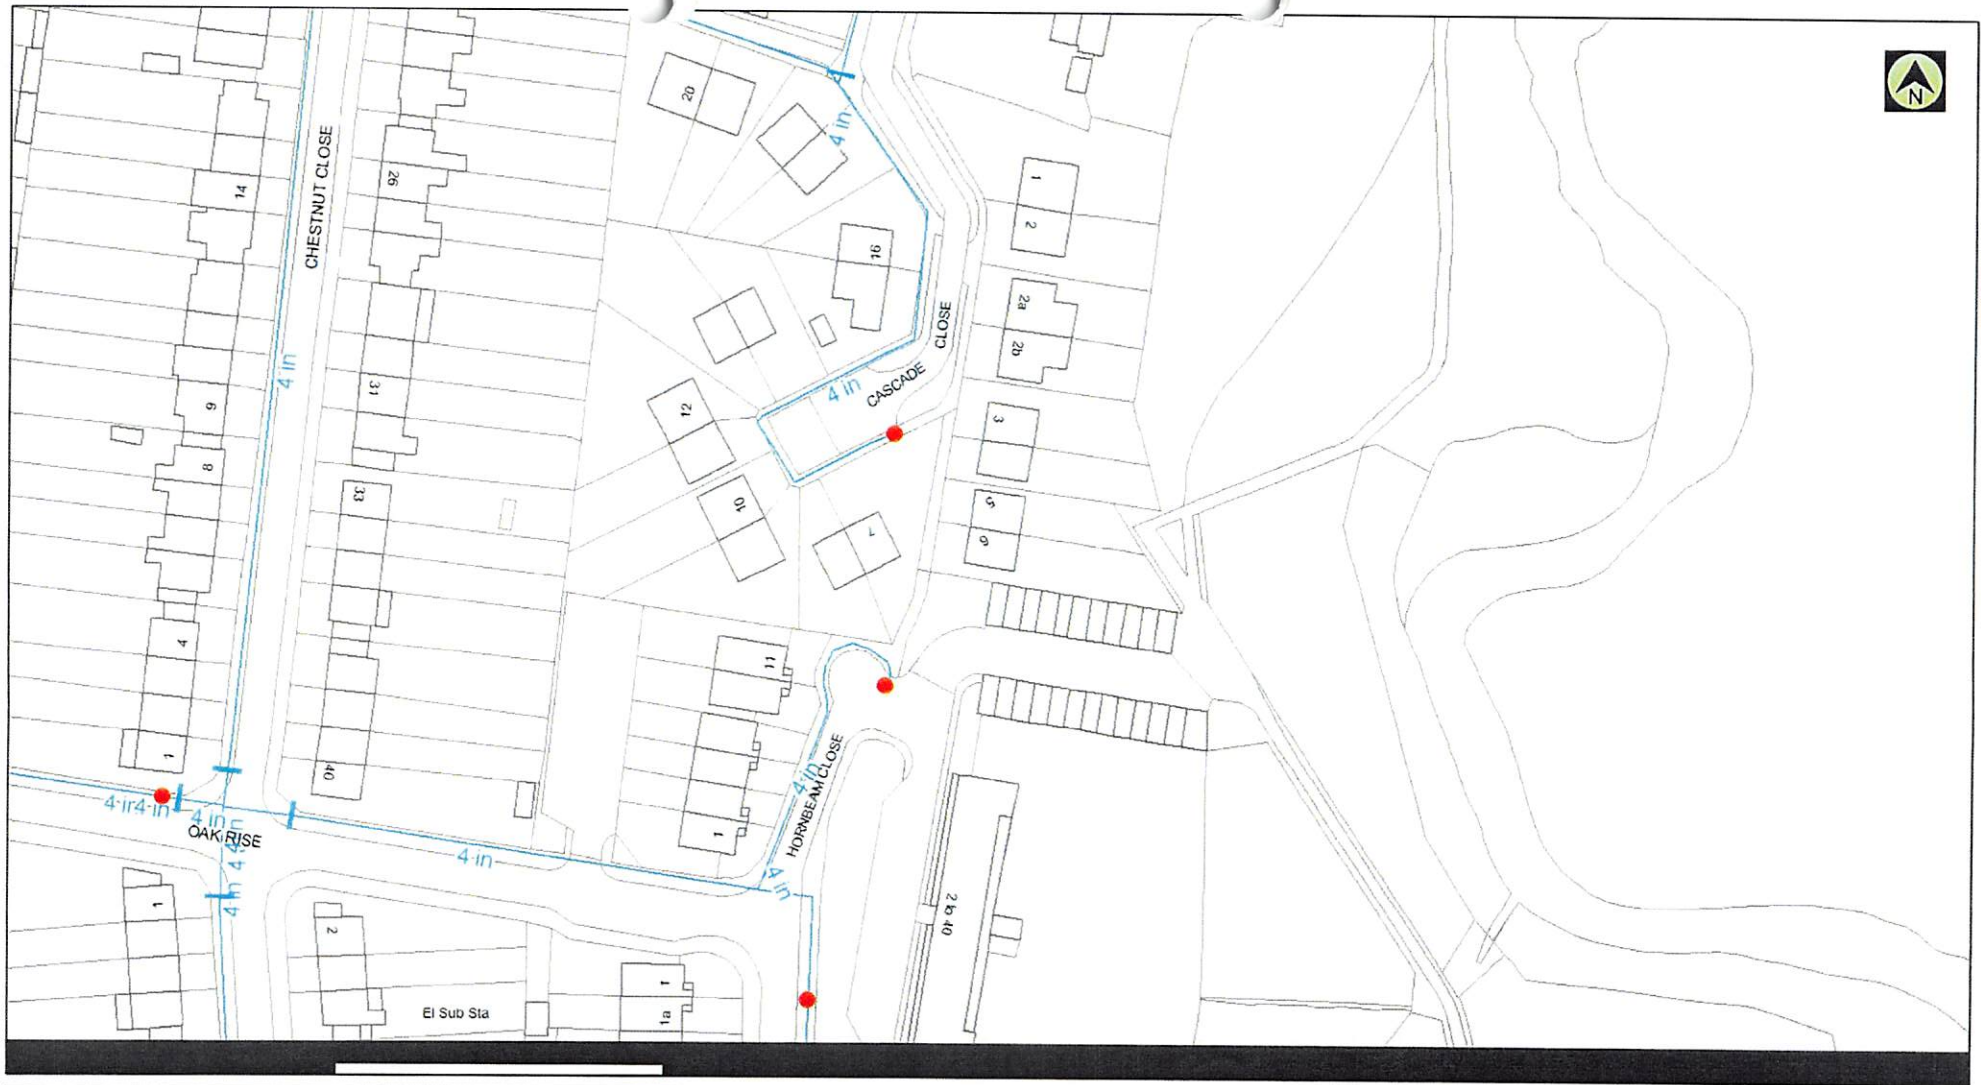 N
20
4 in
14
CHESTNUT CLOSE
26
1
2
16
2a
2b
CLOSE
4 in
31
9
4 in
CASCADE
12
3
8
33
10
5
6
7
4
11
1
40
4 in
HORNBEAM CLOSE
1
4 in
4 in
OAK RISE
4 in
4 in
4 in
1
2
2 to 40
El Sub Sta
1
1a